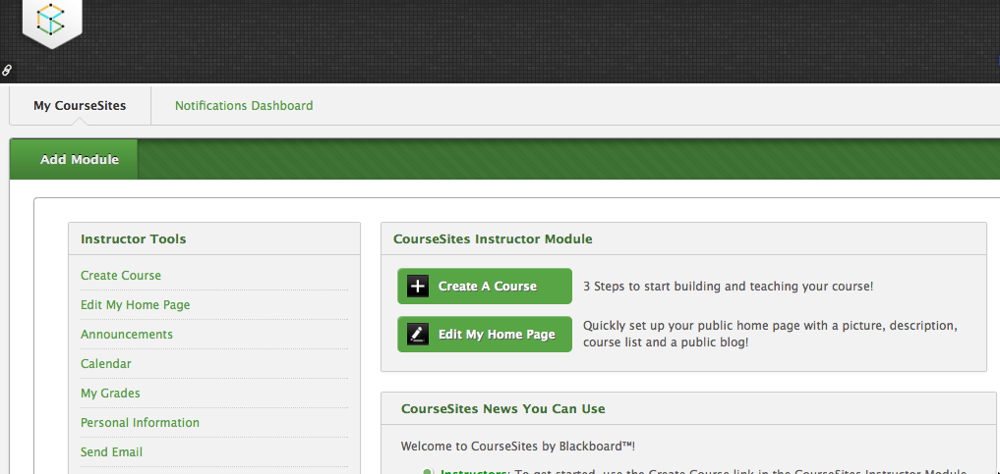 My CourseSites
Notifications Dashboard
Add Module
Instructor Tools
Create Course
Edit My Home Page
Announcements
Calendar
My Grades
Personal Information
Send Email
CourseSites Instructor Module
Create A Course
3 Steps to start building and teaching your course!
Edit My Home Page
Quickly set up your public home page with a picture, description,
course list and a public blog!
CourseSites News You Can Use
Welcome to CourseSites by Blackboard™!
Instructors: To get started, use the Create Course link in the CourseSites Instructor Module